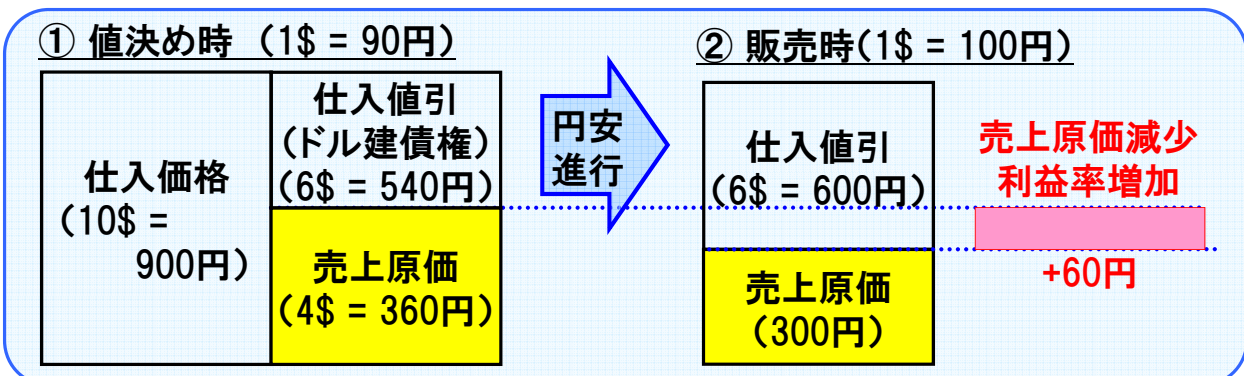 ① 値決め時 （1$ = 90円）
仕入価格
（10$ =
900円）
仕入値引
（ドル建債権）
（6$ = 540円）
売上原価
（4$ = 360円）
円安
進行
② 販売時（1$ = 100円）
仕入値引
（6$ = 600円）
売上原価
（300円）
売上原価減少
利益率増加
+60円